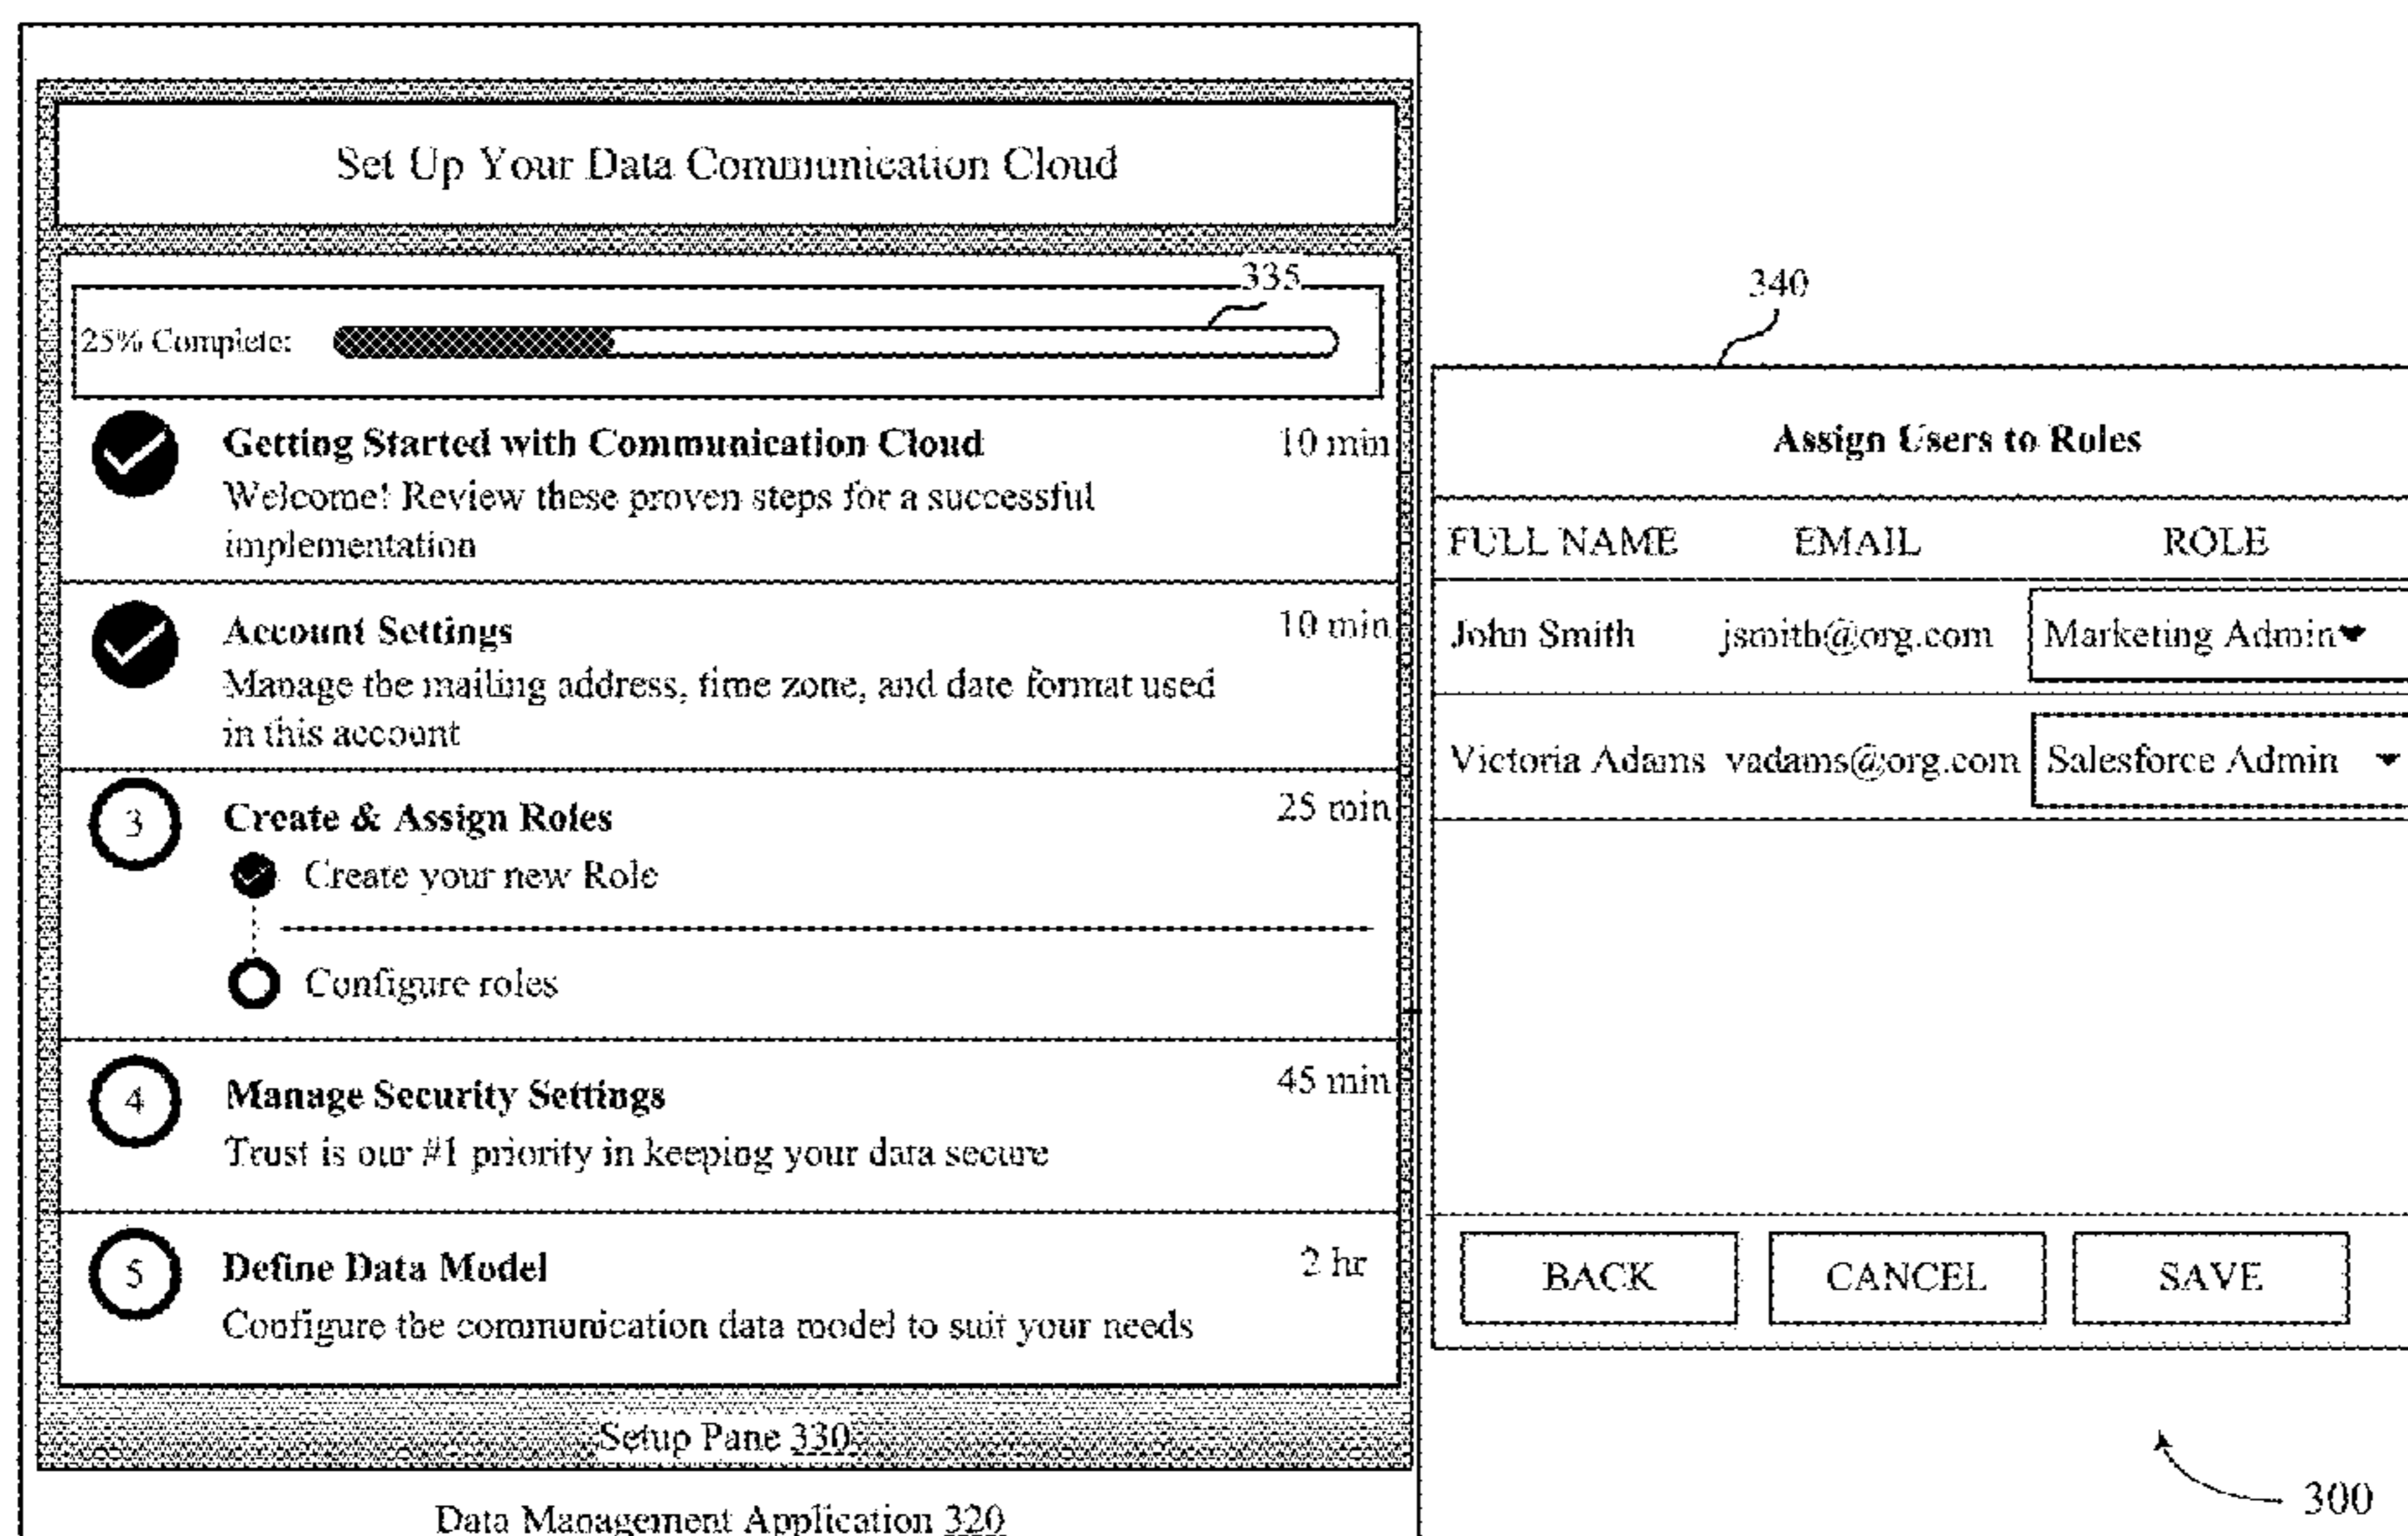 Set Up Your Data Communication Cloud
335
25% Complete:
Getting Started with Communication Cloud 10 min
Welcome! Review these proven steps for a successful
implementation
Account Settings 10 min
Manage the mailing address, time zone, and date format used
in this account
3 Create & Assign Roles 25 min
Create your new Role
Configure roles
4 Manage Security Settings 45 min
Trust is our #1 priority in keeping your data secure
5 Define Data Model 2 hr
Configure the communication data model to suit your needs
Setup Pane 330
Data Management Application 320
340
Assign Users to Roles
FULL NAME EMAIL ROLE
John Smith jsmith@org.com Marketing Admin
Victoria Adams vadams@org.com Salesforce Admin
BACK CANCEL SAVE
300